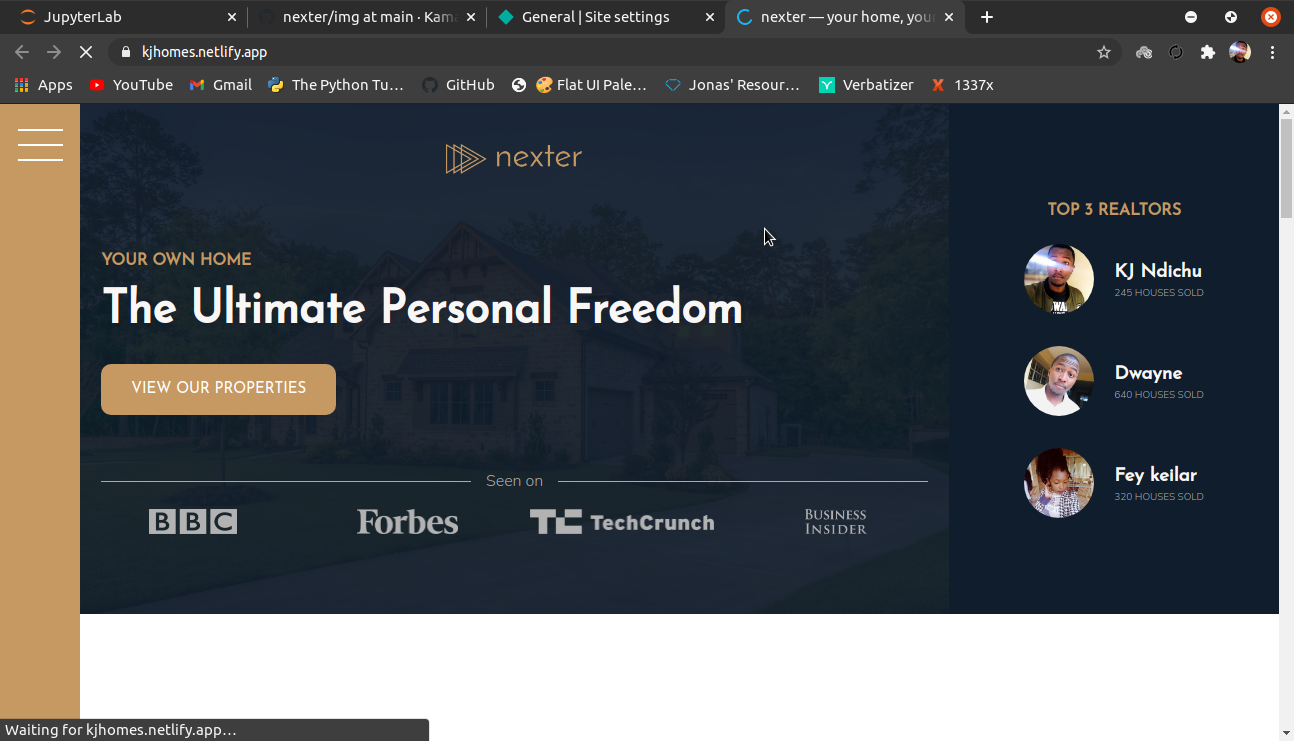 JupyterLab
nexter/img at main · Kama
General | Site settings
nexter — your home, your
kjhomes.netlify.app
Apps
YouTube
Gmail
The Python Tu…
GitHub
Flat UI Pale…
Jonas' Resour…
Verbatizer
1337x
nexter
YOUR OWN HOME
The Ultimate Personal Freedom
VIEW OUR PROPERTIES
Seen on
BBC
Forbes
TC TechCrunch
BUSINESS
INSIDER
TOP 3 REALTORS
KJ Ndichu
245 HOUSES SOLD
Dwayne
640 HOUSES SOLD
Fey keilar
320 HOUSES SOLD
Waiting for kjhomes.netlify.app…